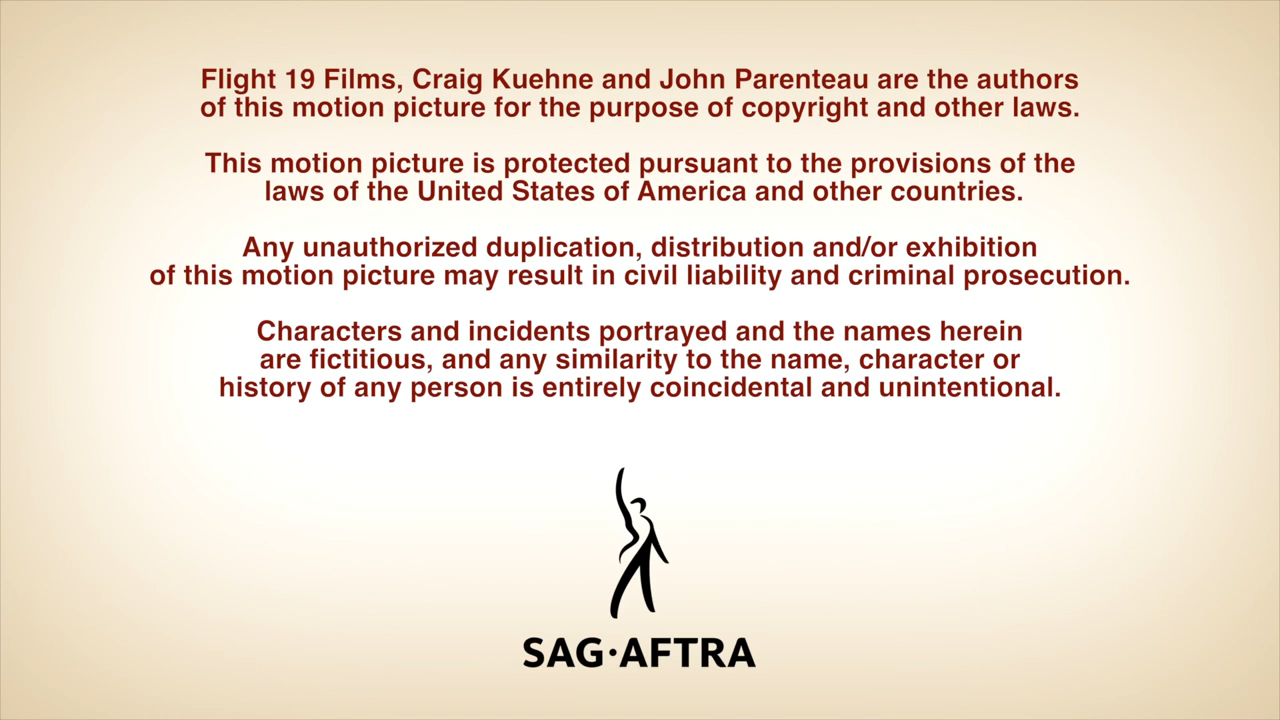 Flight 19 Films, Craig Kuehne and John Parenteau are the authors
of this motion picture for the purpose of copyright and other laws.
This motion picture is protected pursuant to the provisions of the
laws of the United States of America and other countries.
Any unauthorized duplication, distribution and/or exhibition
of this motion picture may result in civil liability and criminal prosecution.
Characters and incidents portrayed and the names herein
are fictitious, and any similarity to the name, character or
history of any person is entirely coincidental and unintentional.
SAG·AFTRA